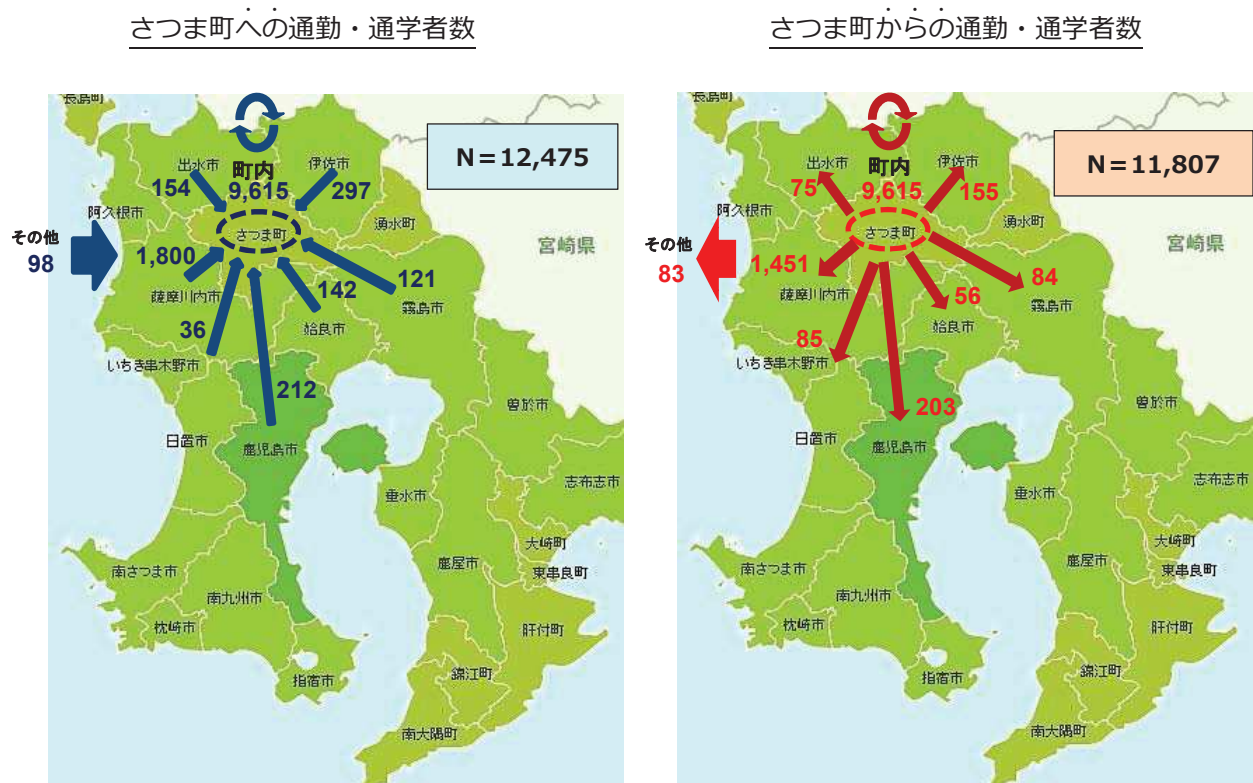 さつま町への通勤・通学者数
長島町
出水市
伊佐市
町内
N＝12,475
154
9,615
297
阿久根市
湧水町
さつま町
宮崎県
その他
98
1,800
121
142
薩摩川内市
霧島市
36
姶良市
いちき串木野市
212
曽於市
日置市
鹿児島市
志布志市
垂水市
大崎町
鹿屋市
東串良町
南さつま市
南九州市
枕崎市
肝付町
錦江町
指宿市
南大隅町
さつま町からの通勤・通学者数
長島町
出水市
伊佐市
町内
N＝11,807
75
9,615
155
阿久根市
湧水町
さつま町
宮崎県
その他
83
1,451
84
56
薩摩川内市
霧島市
85
姶良市
いちき串木野市
203
曽於市
日置市
鹿児島市
志布志市
垂水市
大崎町
鹿屋市
東串良町
南さつま市
南九州市
枕崎市
肝付町
錦江町
指宿市
南大隅町